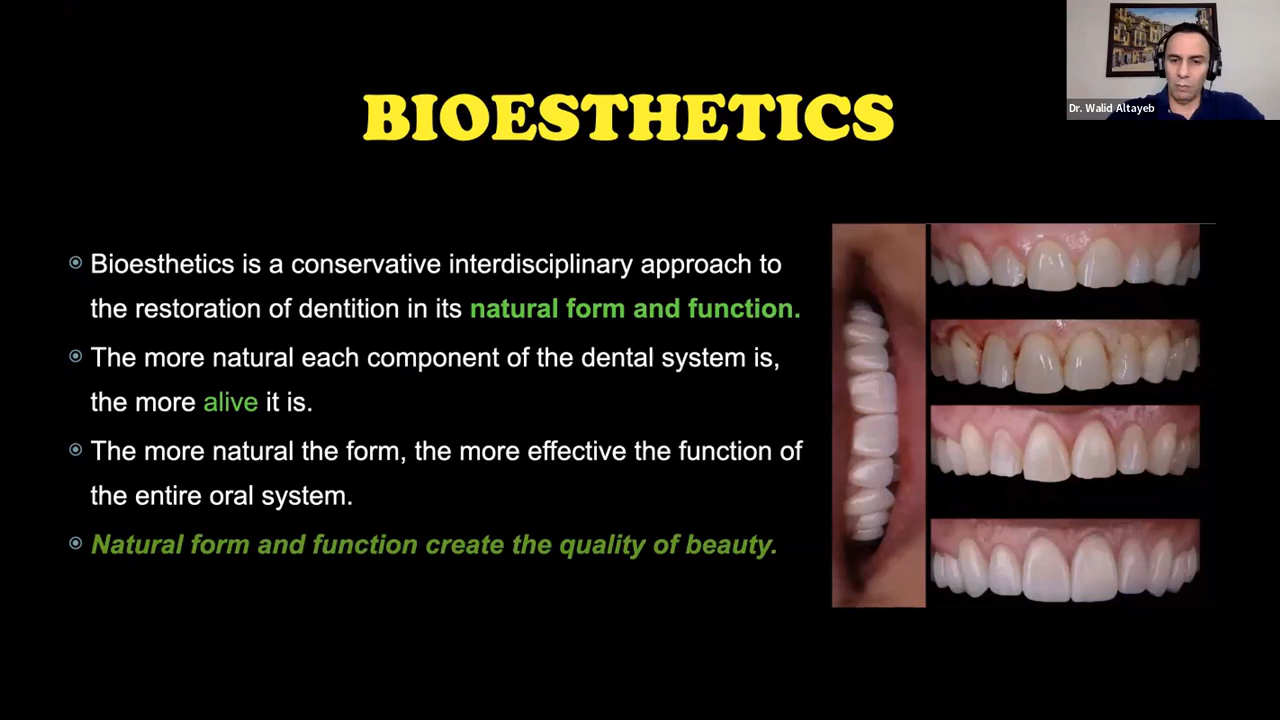 Dr. Walid Altayeb
BIOESTHETICS
Bioesthetics is a conservative interdisciplinary approach to
the restoration of dentition in its natural form and function.
The more natural each component of the dental system is,
the more alive it is.
The more natural the form, the more effective the function of
the entire oral system.
Natural form and function create the quality of beauty.